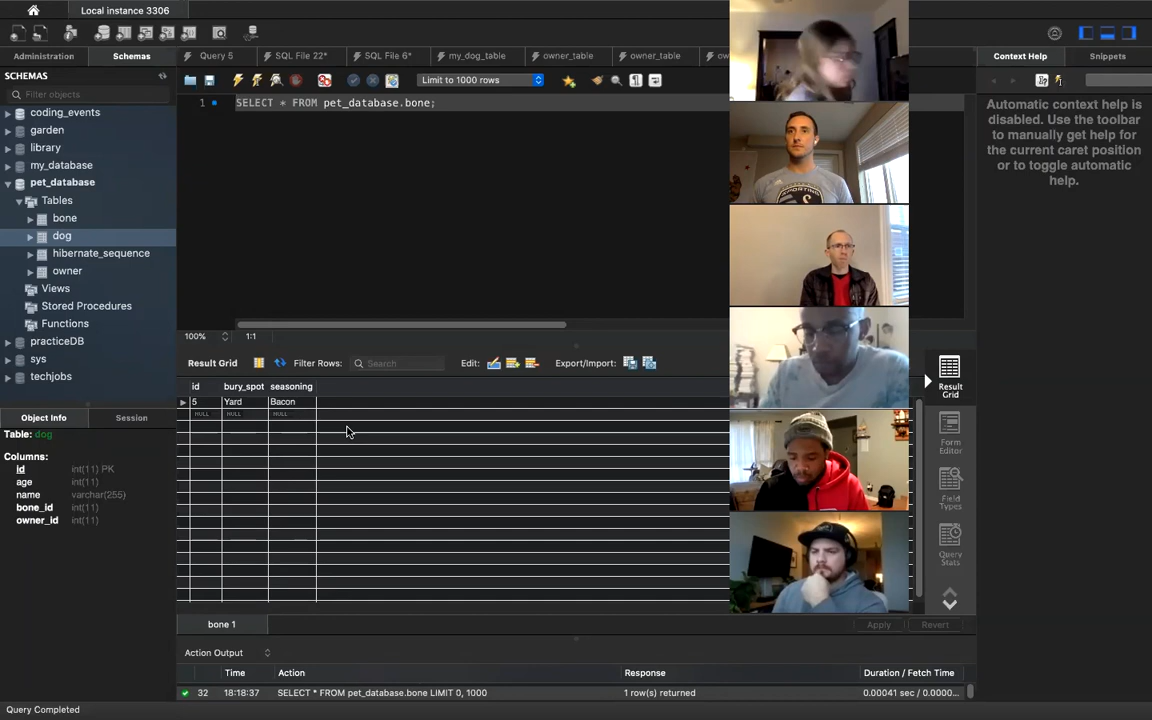 Local instance 3306
Administration
Schemas
Query 5
SQL File 22*
SQL File 6*
my_dog_table
owner_table
owner_table
Context Help
Snippets
SCHEMAS
Filter objects
coding_events
garden
library
my_database
pet_database
Tables
bone
dog
hibernate_sequence
owner
Views
Stored Procedures
Functions
practiceDB
sys
techjobs
Limit to 1000 rows
1
SELECT * FROM pet_database.bone;
Automatic context help is
disabled. Use the toolbar
to manually get help for
the current caret position
or to toggle automatic
help.
100%
1:1
Result Grid
Filter Rows:
Search
Edit:
Export/Import:
id bury_spot seasoning
5 Yard Bacon
NULL NULL NULL
Result
Grid
Form
Editor
Field
Types
Query
Stats
Object Info
Session
Table: dog
Columns:
id int(11) PK
age int(11)
name varchar(255)
bone_id int(11)
owner_id int(11)
bone 1
Apply
Revert
Action Output
Time Action Response Duration / Fetch Time
32 18:18:37 SELECT * FROM pet_database.bone LIMIT 0, 1000 1 row(s) returned 0.00041 sec / 0.0000...
Query Completed